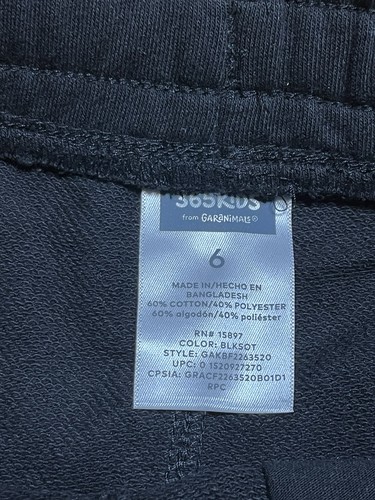 365KIDS
from GARANIMALS®
6
MADE IN/HECHO EN
BANGLADESH
60% COTTON/40% POLYESTER
60% algodón/40% poliéster
RN# 15897
COLOR: BLKSOT
STYLE: GAKBF2263520
UPC: 0 1520927270
CPSIA: GRACF2263520B01D1
RPC